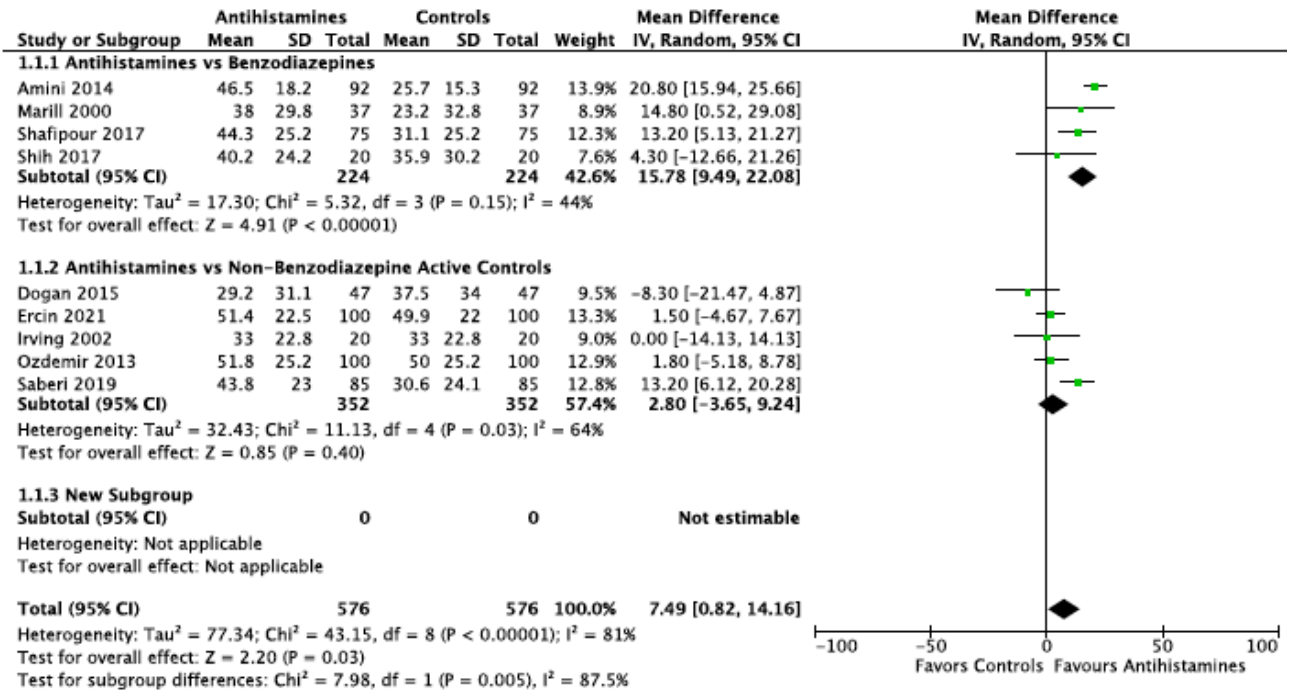 Antihistamines Controls Mean Difference Mean Difference
Study or Subgroup Mean SD Total Mean SD Total Weight IV, Random, 95% CI IV, Random, 95% CI
1.1.1 Antihistamines vs Benzodiazepines
Amini 2014 46.5 18.2 92 25.7 15.3 92 13.9% 20.80 [15.94, 25.66]
Marill 2000 38 29.8 37 23.2 32.8 37 8.9% 14.80 [0.52, 29.08]
Shafipour 2017 44.3 25.2 75 31.1 25.2 75 12.3% 13.20 [5.13, 21.27]
Shih 2017 40.2 24.2 20 35.9 30.2 20 7.6% 4.30 [-12.66, 21.26]
Subtotal (95% CI) 224 224 42.6% 15.78 [9.49, 22.08]
Heterogeneity: Tau² = 17.30; Chi² = 5.32, df = 3 (P = 0.15); I² = 44%
Test for overall effect: Z = 4.91 (P < 0.00001)
1.1.2 Antihistamines vs Non-Benzodiazepine Active Controls
Dogan 2015 29.2 31.1 47 37.5 34 47 9.5% -8.30 [-21.47, 4.87]
Ercin 2021 51.4 22.5 100 49.9 22 100 13.3% 1.50 [-4.67, 7.67]
Irving 2002 33 22.8 20 33 22.8 20 9.0% 0.00 [-14.13, 14.13]
Ozdemir 2013 51.8 25.2 100 50 25.2 100 12.9% 1.80 [-5.18, 8.78]
Saberi 2019 43.8 23 85 30.6 24.1 85 12.8% 13.20 [6.12, 20.28]
Subtotal (95% CI) 352 352 57.4% 2.80 [-3.65, 9.24]
Heterogeneity: Tau² = 32.43; Chi² = 11.13, df = 4 (P = 0.03); I² = 64%
Test for overall effect: Z = 0.85 (P = 0.40)
1.1.3 New Subgroup
Subtotal (95% CI) 0 0 Not estimable
Heterogeneity: Not applicable
Test for overall effect: Not applicable
Total (95% CI) 576 576 100.0% 7.49 [0.82, 14.16]
Heterogeneity: Tau² = 77.34; Chi² = 43.15, df = 8 (P < 0.00001); I² = 81%
Test for overall effect: Z = 2.20 (P = 0.03)
Test for subgroup differences: Chi² = 7.98, df = 1 (P = 0.005), I² = 87.5%
-100 -50 0 50 100
Favors Controls Favours Antihistamines